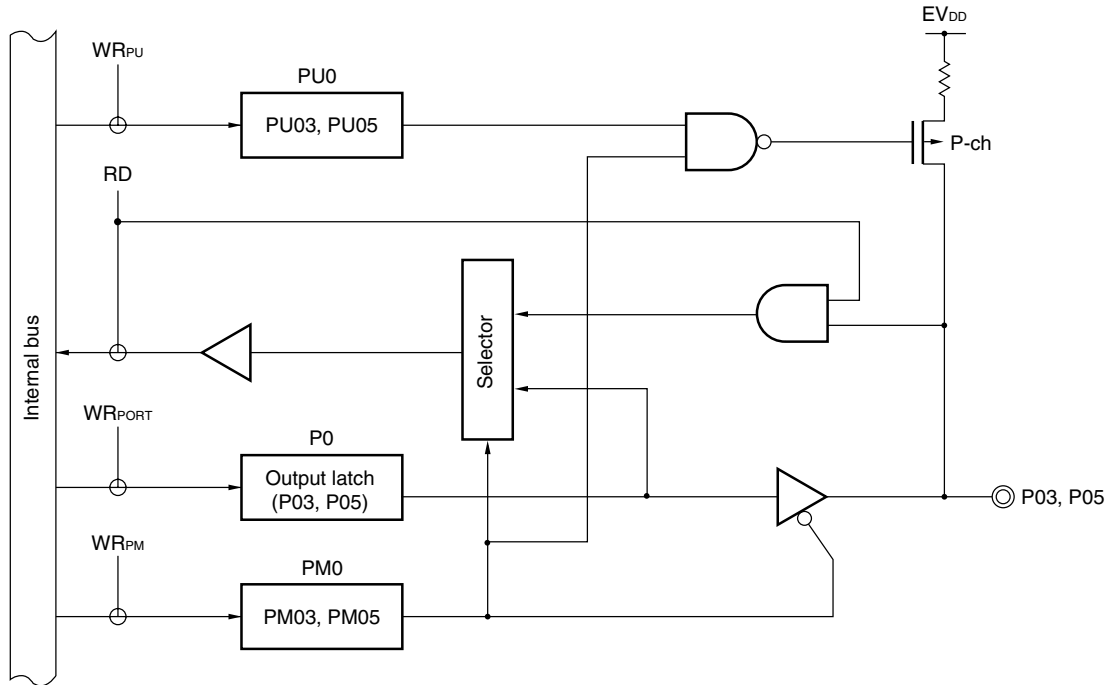 EVDD
WRPU
PU0
PU03, PU05
P-ch
RD
Internal bus
Selector
WRPORT
P0
Output latch
(P03, P05)
P03, P05
WRPM
PM0
PM03, PM05